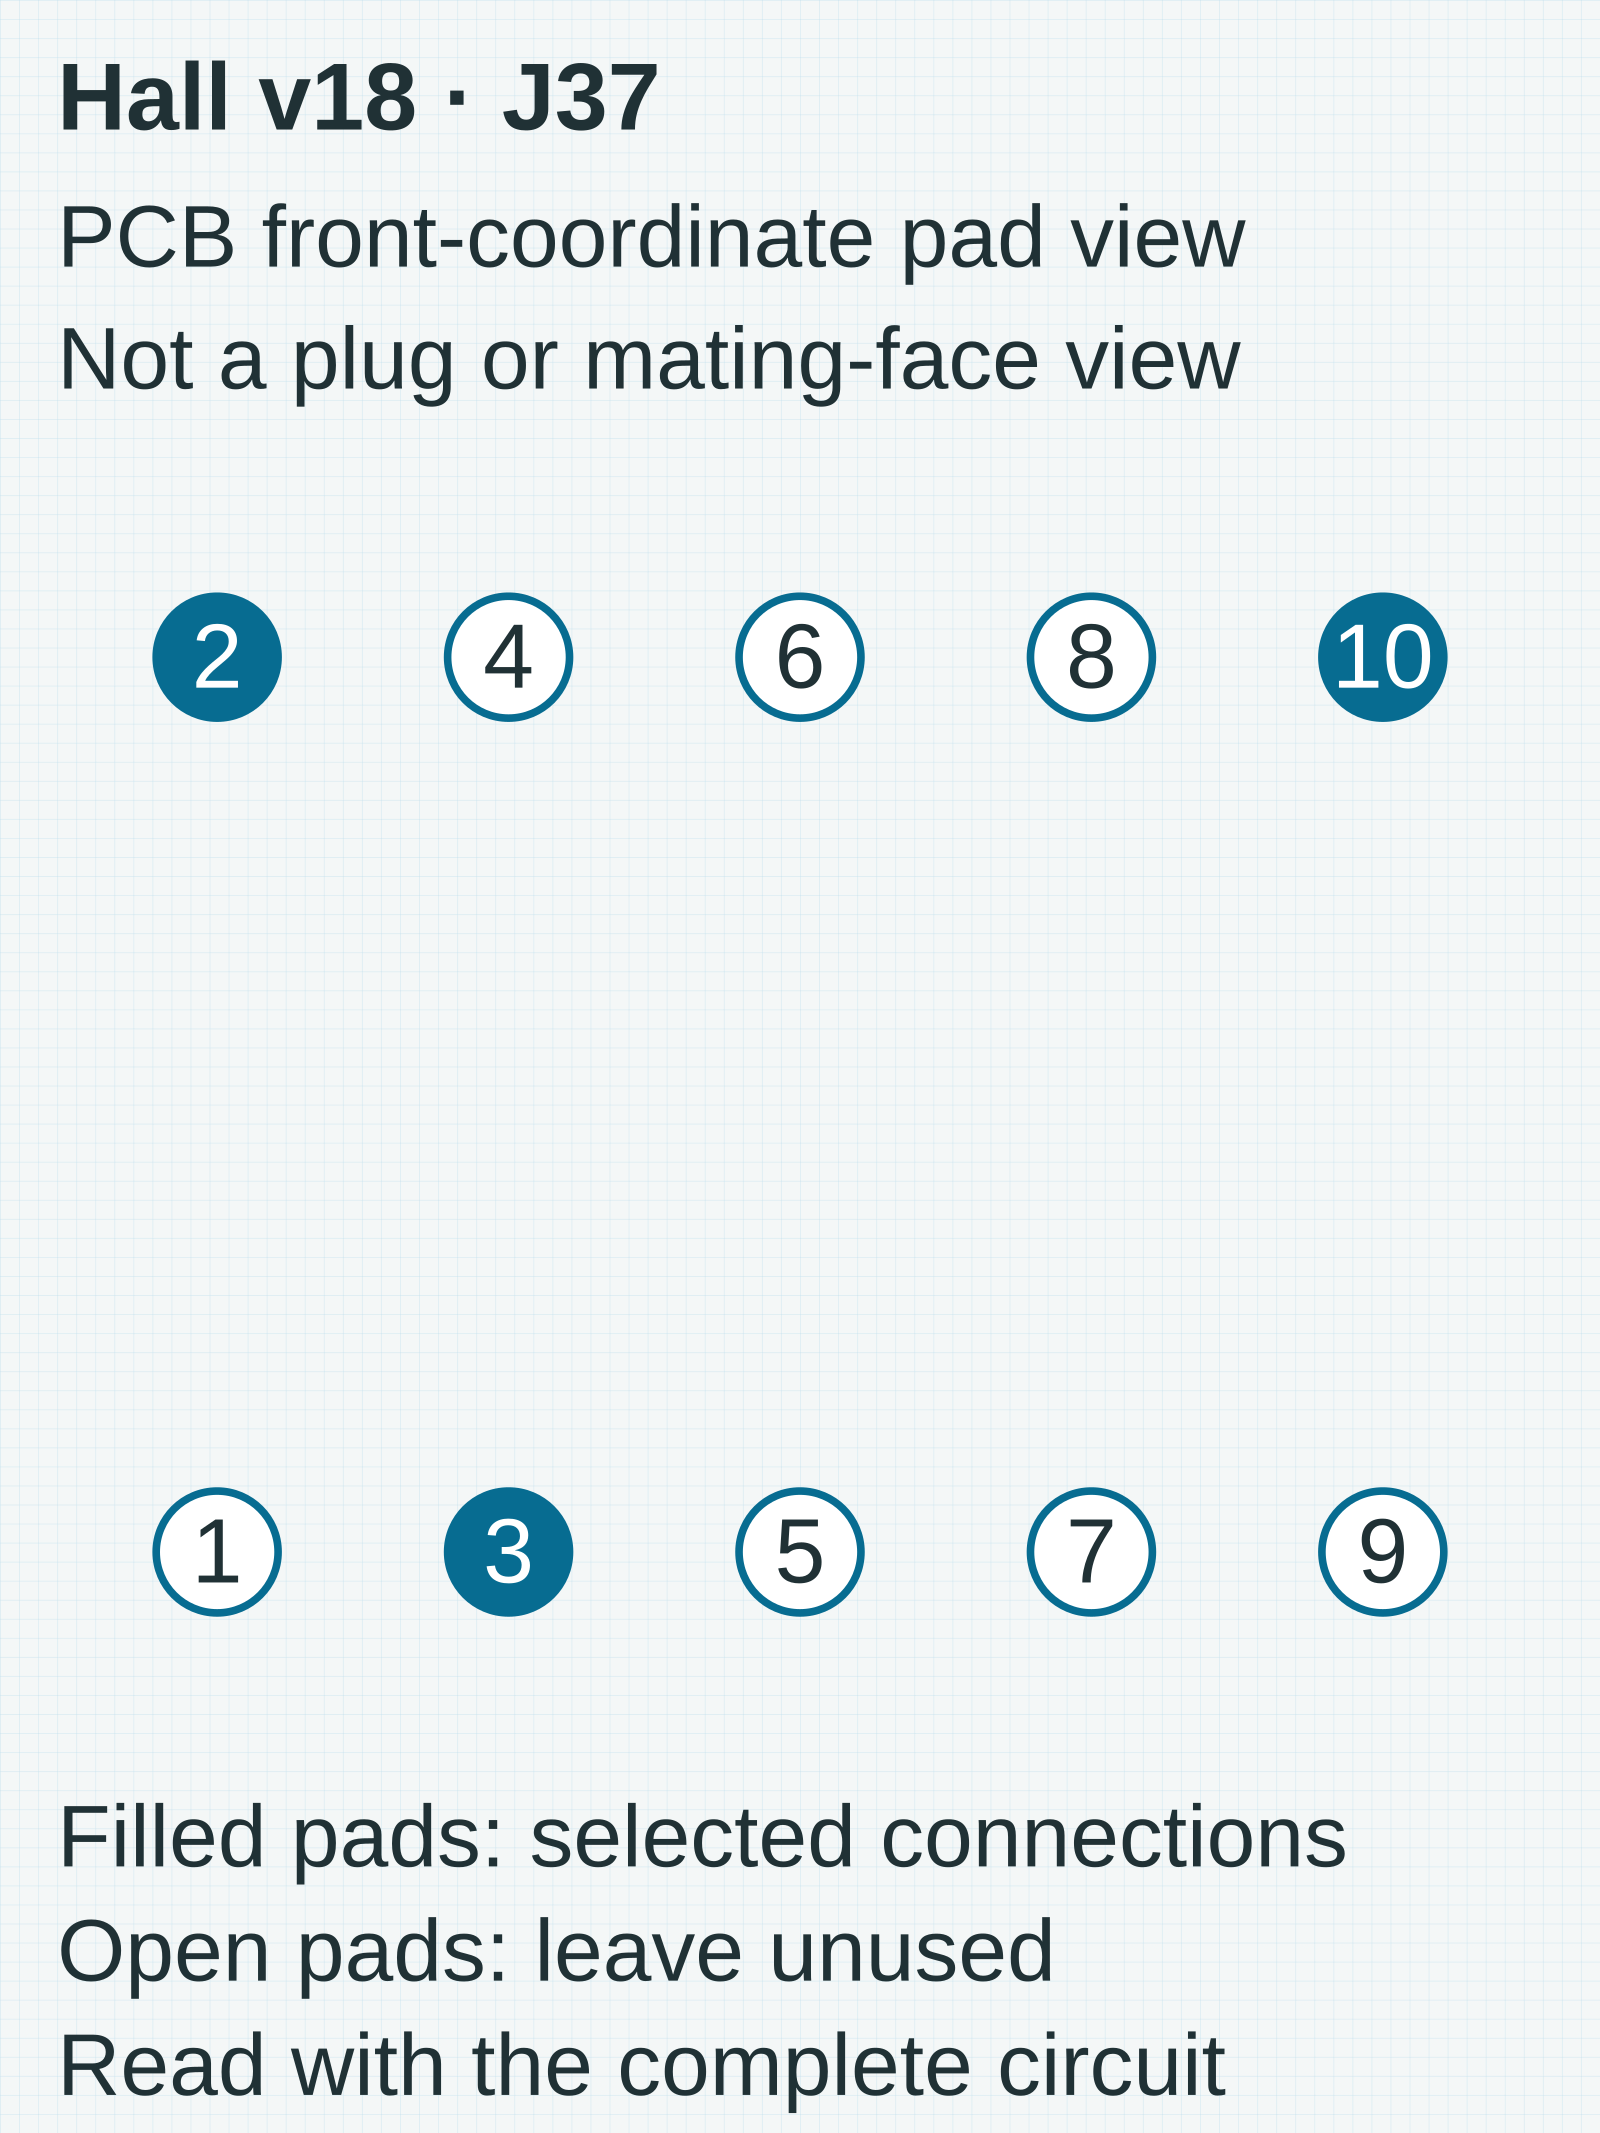 Hall v18 · J37
PCB front-coordinate pad view
Not a plug or mating-face view
2 4 6 8 10
1 3 5 7 9
Filled pads: selected connections
Open pads: leave unused
Read with the complete circuit